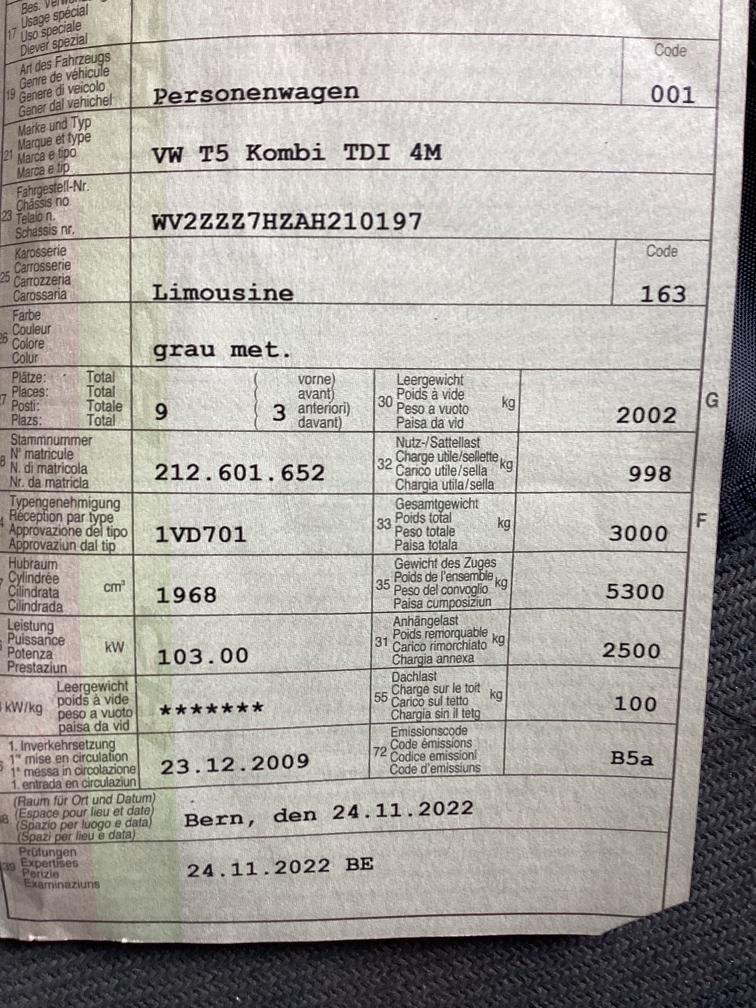 Bes. Verw
Usage spécial
17 Uso speciale
Diever spezial
Art des Fahrzeugs
Genre de véhicule
19 Genere di veicolo
Gener dal vehichel
Personenwagen
Code
001
Marke und Typ
Marque et type
21 Marca e tipo
Marca e tip
VW T5 Kombi TDI 4M
Fahrgestell-Nr.
Châssis no
23 Telaio n.
Schassis nr.
WV2ZZZ7HZAH210197
Karosserie
Carrosserie
25 Carrozzeria
Carossaria
Limousine
Code
163
Farbe
Couleur
Colore
Colur
grau met.
Plätze: Total
Places: Total
Posti: Totale
Plazs: Total
9
( vorne)
( avant)
( 3 anteriori)
( davant)
Leergewicht
Poids à vide
30 Peso a vuoto kg
Paisa da vid
2002
G
Stammnummer
N° matricule
N. di matricola
Nr. da matricla
212.601.652
Nutz-/Sattellast
Charge utile/sellette
32 Carico utile/sella kg
Chargia utila/sella
998
Typengenehmigung
Réception par type
Approvazione del tipo
Approvaziun dal tip
1VD701
Gesamtgewicht
33 Poids total kg
Peso totale
Paisa totala
3000
F
Hubraum
Cylindrée
Cilindrata cm³
Cilindrada
1968
Gewicht des Zuges
35 Poids de l'ensemble kg
Peso del convoglio
Paisa cumposiziun
5300
Leistung
Puissance
Potenza kW
Prestaziun
103.00
Anhängelast
Poids remorquable
31 Carico rimorchiato kg
Chargia annexa
2500
Leergewicht
kW/kg poids à vide
peso a vuoto
paisa da vid
*******
Dachlast
55 Charge sur le toit kg
Carico sul tetto
Chargia sin il tetg
100
1. Inverkehrsetzung
1re mise en circulation
1a messa in circolazione
1. entrada en circulaziun
23.12.2009
Emissionscode
72 Code émissions
Codice emissioni
Code d'emissiuns
B5a
(Raum für Ort und Datum)
(Espace pour lieu et date)
(Spazio per luogo e data)
(Spazi per lieu e data)
Bern, den 24.11.2022
Prüfungen
39 Expertises
Perizie
Examinaziuns
24.11.2022 BE